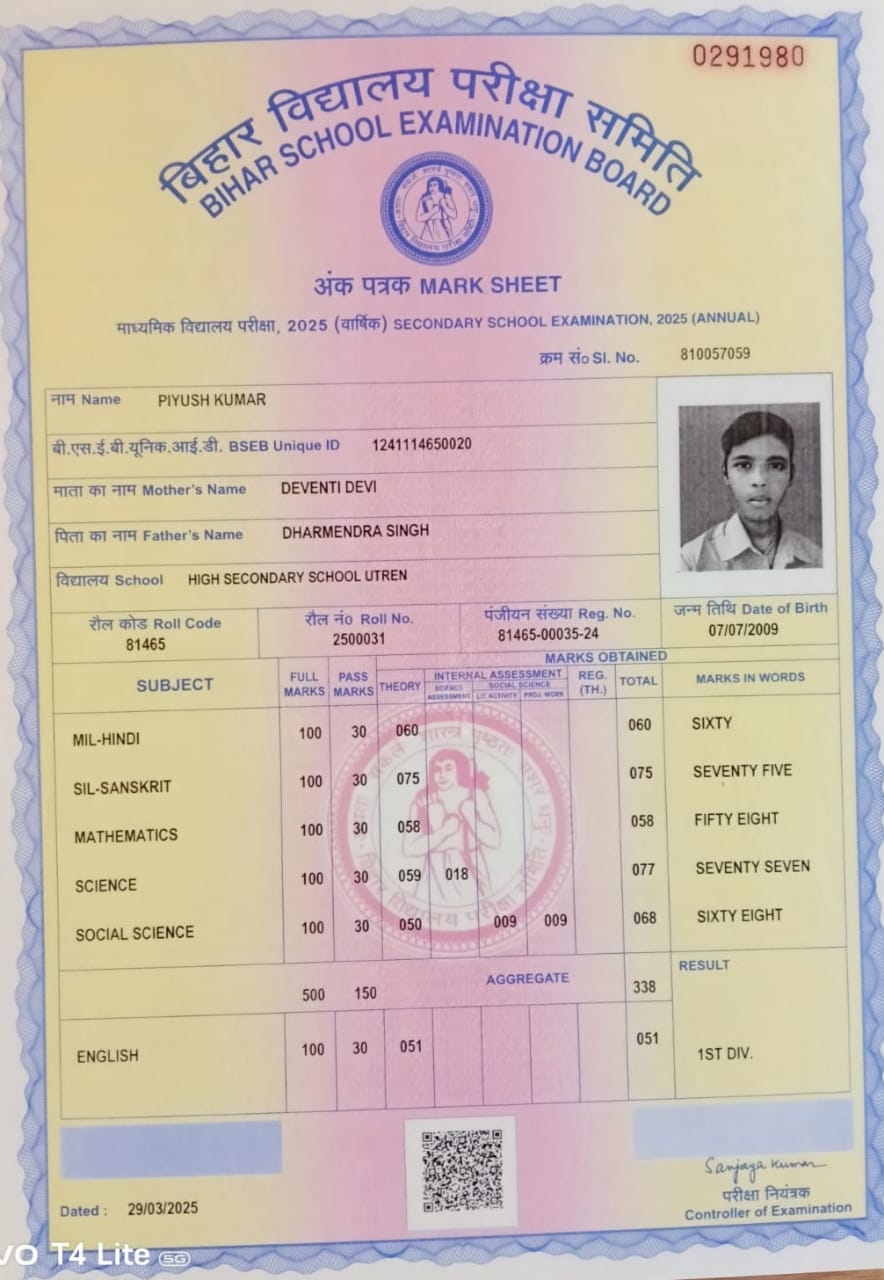 0291980
बिहार विद्यालय परीक्षा समिति
BIHAR SCHOOL EXAMINATION BOARD
अंक पत्रक MARK SHEET
माध्यमिक विद्यालय परीक्षा, 2025 (वार्षिक) SECONDARY SCHOOL EXAMINATION, 2025 (ANNUAL)
क्रम सं० Sl. No. 810057059
नाम Name PIYUSH KUMAR
बी.एस.ई.बी.यूनिक.आई.डी. BSEB Unique ID 1241114650020
माता का नाम Mother's Name DEVENTI DEVI
पिता का नाम Father's Name DHARMENDRA SINGH
विद्यालय School HIGH SECONDARY SCHOOL UTREN
रौल कोड Roll Code रौल नं० Roll No. पंजीयन संख्या Reg. No. जन्म तिथि Date of Birth
81465 2500031 81465-00035-24 07/07/2009
MARKS OBTAINED
SUBJECT FULL MARKS PASS MARKS THEORY INTERNAL ASSESSMENT REG. (TH.) TOTAL MARKS IN WORDS
SCIENCE ASSESSMENT SOCIAL SCIENCE LIT. ACTIVITY PROJ. WORK
MIL-HINDI 100 30 060 060 SIXTY
SIL-SANSKRIT 100 30 075 075 SEVENTY FIVE
MATHEMATICS 100 30 058 058 FIFTY EIGHT
SCIENCE 100 30 059 018 077 SEVENTY SEVEN
SOCIAL SCIENCE 100 30 050 009 009 068 SIXTY EIGHT
500 150 AGGREGATE 338 RESULT
ENGLISH 100 30 051 051 1ST DIV.
Sanjaya Kumar
परीक्षा नियंत्रक
Controller of Examination
Dated : 29/03/2025
VO T4 Lite 5G